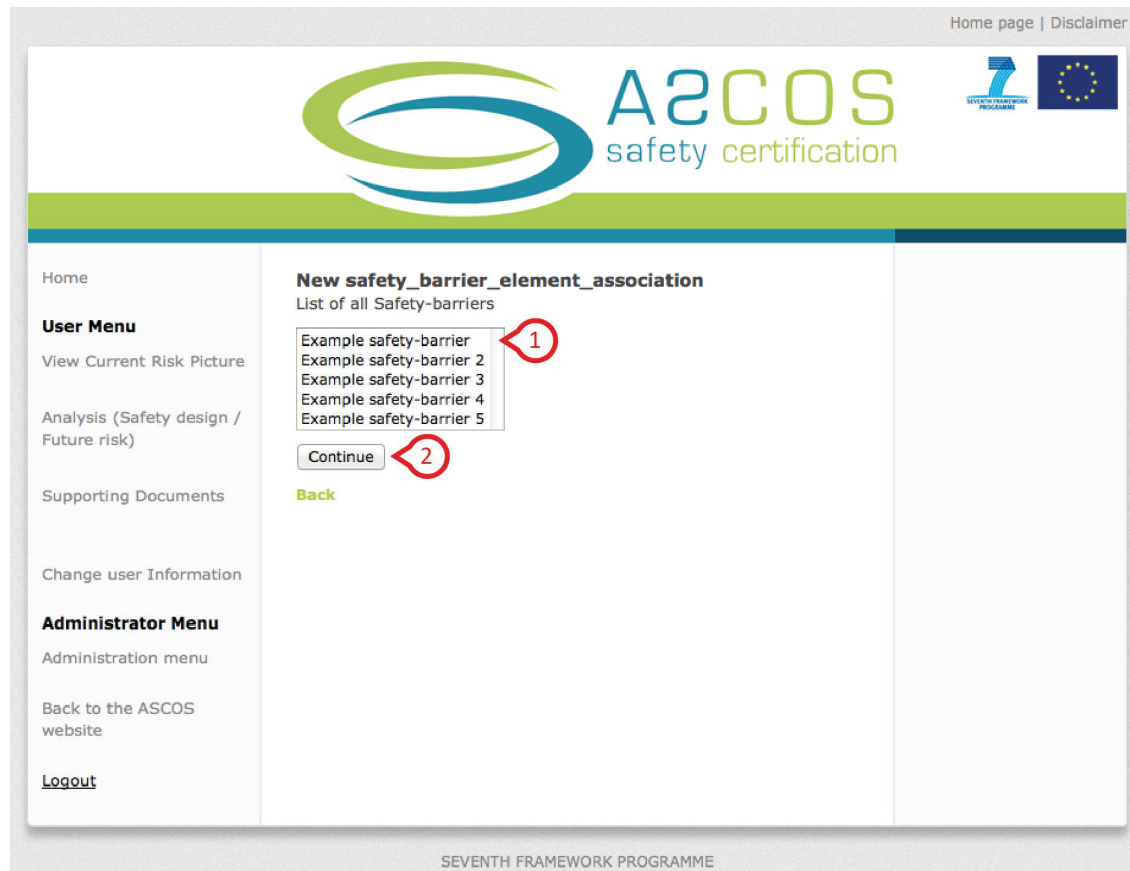 Home page | Disclaimer
ASCOS
safety certification
7
SEVENTH FRAMEWORK
PROGRAMME
Home
User Menu
View Current Risk Picture
Analysis (Safety design /
Future risk)
Supporting Documents
Change user Information
Administrator Menu
Administration menu
Back to the ASCOS
website
Logout
New safety_barrier_element_association
List of all Safety-barriers
Example safety-barrier
1
Example safety-barrier 2
Example safety-barrier 3
Example safety-barrier 4
Example safety-barrier 5
Continue
2
Back
SEVENTH FRAMEWORK PROGRAMME